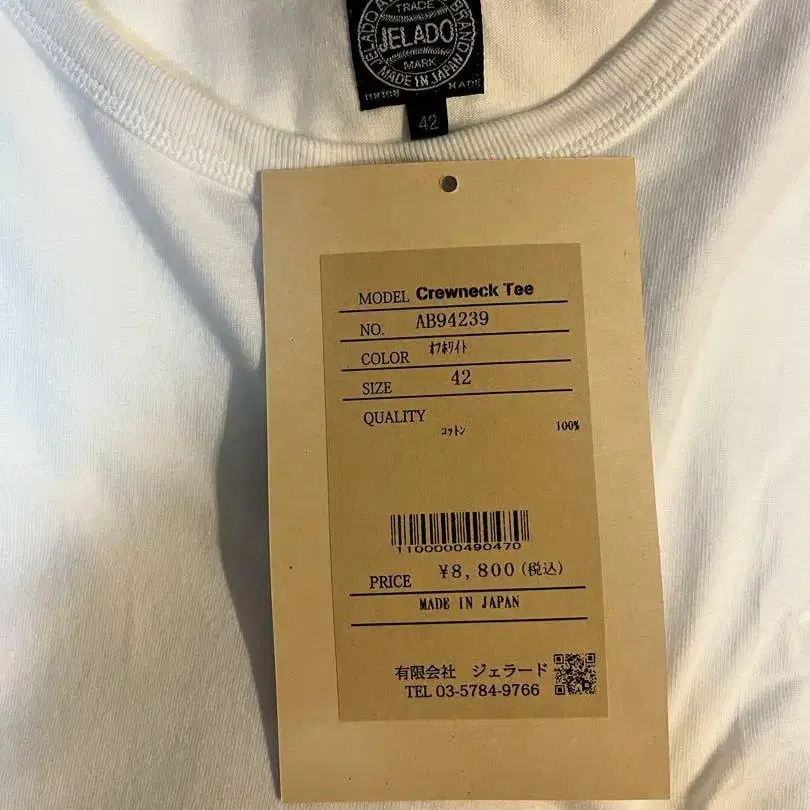 TRADE
JELADO
MARK
BRAND
MADE IN JAPAN
UNION MADE
42
MODEL Crewneck Tee
NO. AB94239
COLOR ｵﾌﾎﾜｲﾄ
SIZE 42
QUALITY
ｺｯﾄﾝ 100%
1100000490470
PRICE ¥8,800(税込)
MADE IN JAPAN
有限会社 ジェラード
TEL 03-5784-9766